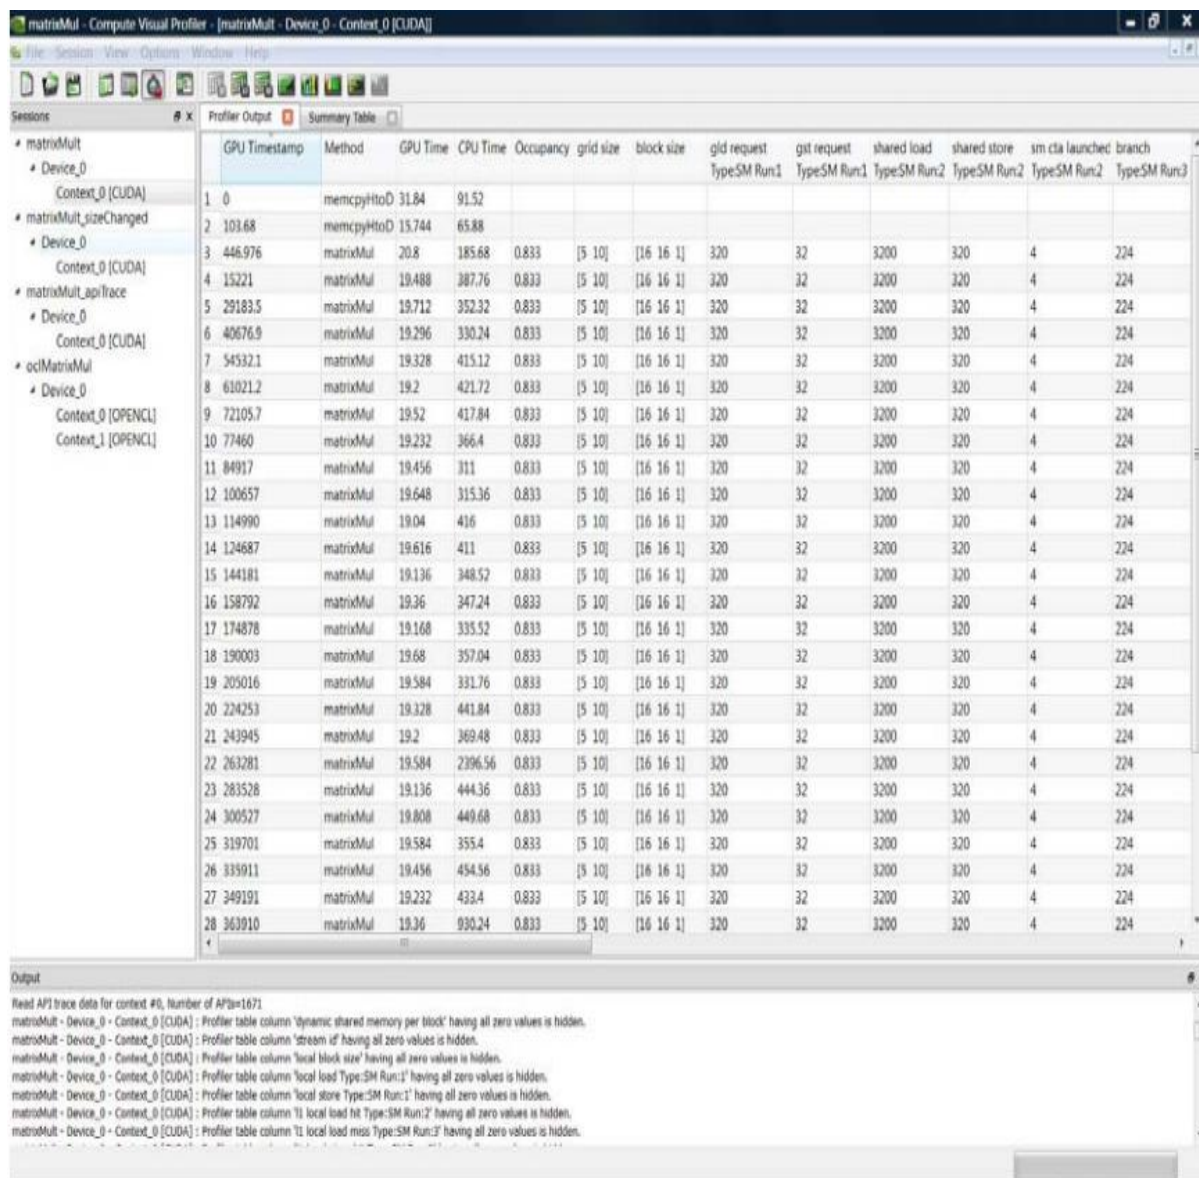 matrixMul - Compute Visual Profiler - [matrixMult - Device_0 - Context_0 [CUDA]]
File Session View Options Window Help
Sessions
matrixMult
Device_0
Context_0 [CUDA]
matrixMult_sizeChanged
Device_0
Context_0 [CUDA]
matrixMult_apiTrace
Device_0
Context_0 [CUDA]
oclMatrixMul
Device_0
Context_0 [OPENCL]
Context_1 [OPENCL]
Profiler Output Summary Table
GPU Timestamp Method GPU Time CPU Time Occupancy grid size block size gld request Type:SM Run:1 gst request Type:SM Run:1 shared load Type:SM Run:2 shared store Type:SM Run:2 sm cta launched Type:SM Run:2 branch Type:SM Run:3
1 0 memcpyHtoD 31.84 91.52
2 103.68 memcpyHtoD 15.744 65.88
3 446.976 matrixMul 20.8 185.68 0.833 [5 10] [16 16 1] 320 32 3200 320 4 224
4 15221 matrixMul 19.488 387.76 0.833 [5 10] [16 16 1] 320 32 3200 320 4 224
5 29183.5 matrixMul 19.712 352.32 0.833 [5 10] [16 16 1] 320 32 3200 320 4 224
6 40676.9 matrixMul 19.296 330.24 0.833 [5 10] [16 16 1] 320 32 3200 320 4 224
7 54532.1 matrixMul 19.328 415.12 0.833 [5 10] [16 16 1] 320 32 3200 320 4 224
8 61021.2 matrixMul 19.2 421.72 0.833 [5 10] [16 16 1] 320 32 3200 320 4 224
9 72105.7 matrixMul 19.52 417.84 0.833 [5 10] [16 16 1] 320 32 3200 320 4 224
10 77460 matrixMul 19.232 366.4 0.833 [5 10] [16 16 1] 320 32 3200 320 4 224
11 84917 matrixMul 19.456 311 0.833 [5 10] [16 16 1] 320 32 3200 320 4 224
12 100657 matrixMul 19.648 315.36 0.833 [5 10] [16 16 1] 320 32 3200 320 4 224
13 114990 matrixMul 19.04 416 0.833 [5 10] [16 16 1] 320 32 3200 320 4 224
14 124687 matrixMul 19.616 411 0.833 [5 10] [16 16 1] 320 32 3200 320 4 224
15 144181 matrixMul 19.136 348.52 0.833 [5 10] [16 16 1] 320 32 3200 320 4 224
16 158792 matrixMul 19.36 347.24 0.833 [5 10] [16 16 1] 320 32 3200 320 4 224
17 174878 matrixMul 19.168 335.52 0.833 [5 10] [16 16 1] 320 32 3200 320 4 224
18 190003 matrixMul 19.68 357.04 0.833 [5 10] [16 16 1] 320 32 3200 320 4 224
19 205016 matrixMul 19.584 331.76 0.833 [5 10] [16 16 1] 320 32 3200 320 4 224
20 224253 matrixMul 19.328 441.84 0.833 [5 10] [16 16 1] 320 32 3200 320 4 224
21 243945 matrixMul 19.2 369.48 0.833 [5 10] [16 16 1] 320 32 3200 320 4 224
22 263281 matrixMul 19.584 2396.56 0.833 [5 10] [16 16 1] 320 32 3200 320 4 224
23 283528 matrixMul 19.136 444.36 0.833 [5 10] [16 16 1] 320 32 3200 320 4 224
24 300527 matrixMul 19.808 449.68 0.833 [5 10] [16 16 1] 320 32 3200 320 4 224
25 319701 matrixMul 19.584 355.4 0.833 [5 10] [16 16 1] 320 32 3200 320 4 224
26 335911 matrixMul 19.456 454.56 0.833 [5 10] [16 16 1] 320 32 3200 320 4 224
27 349191 matrixMul 19.232 433.4 0.833 [5 10] [16 16 1] 320 32 3200 320 4 224
28 363910 matrixMul 19.36 930.24 0.833 [5 10] [16 16 1] 320 32 3200 320 4 224
Output
Read API trace data for context #0, Number of APIs=1671
matrixMult - Device_0 - Context_0 [CUDA] : Profiler table column 'dynamic shared memory per block' having all zero values is hidden.
matrixMult - Device_0 - Context_0 [CUDA] : Profiler table column 'stream id' having all zero values is hidden.
matrixMult - Device_0 - Context_0 [CUDA] : Profiler table column 'local block size' having all zero values is hidden.
matrixMult - Device_0 - Context_0 [CUDA] : Profiler table column 'local load Type:SM Run:1' having all zero values is hidden.
matrixMult - Device_0 - Context_0 [CUDA] : Profiler table column 'local store Type:SM Run:1' having all zero values is hidden.
matrixMult - Device_0 - Context_0 [CUDA] : Profiler table column 'l1 local load hit Type:SM Run:2' having all zero values is hidden.
matrixMult - Device_0 - Context_0 [CUDA] : Profiler table column 'l1 local load miss Type:SM Run:3' having all zero values is hidden.